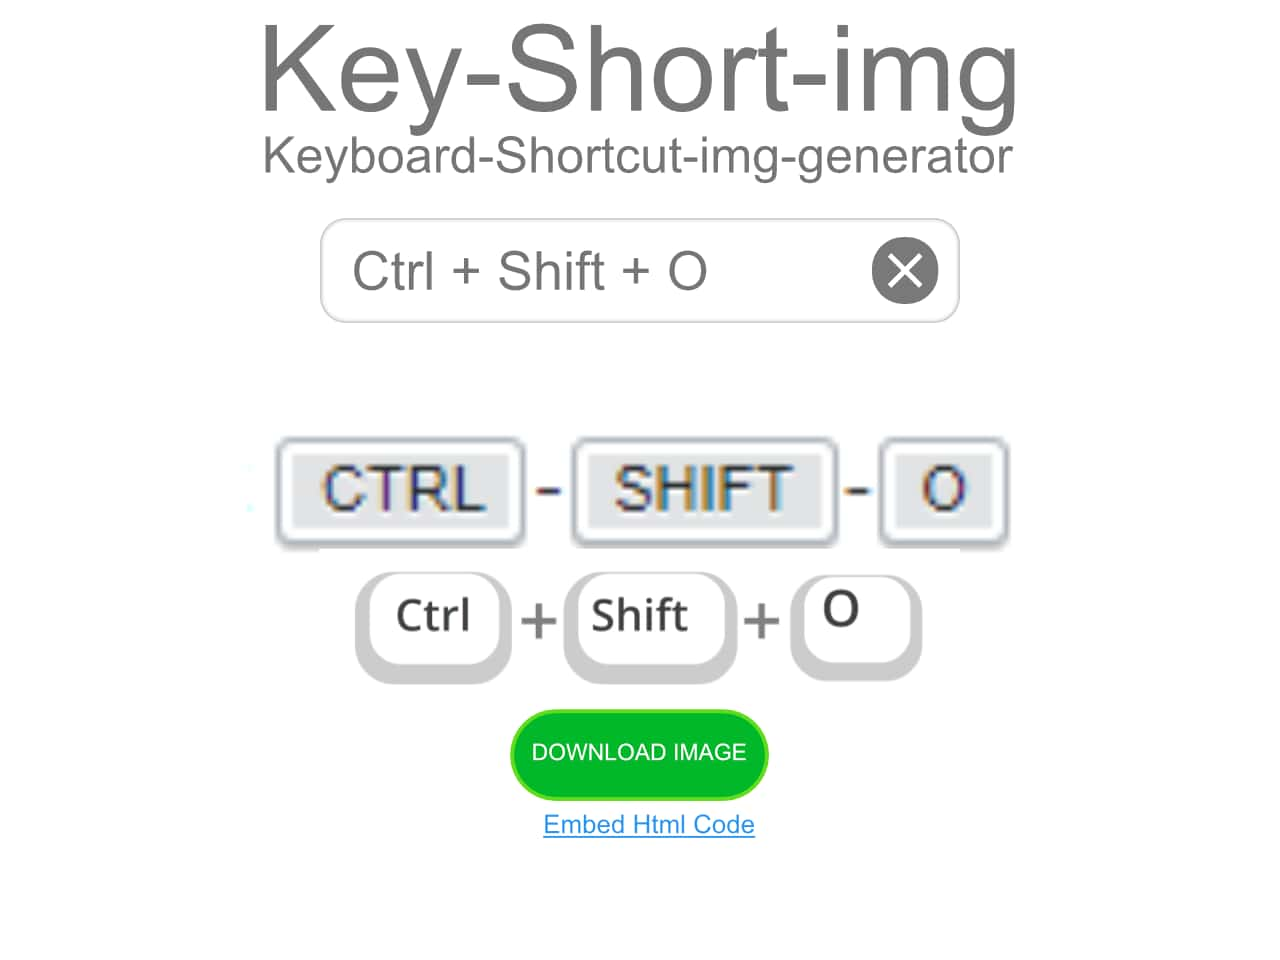 Key-Short-img
Keyboard-Shortcut-img-generator
Ctrl + Shift + O
CTRL - SHIFT - O
Ctrl + Shift + O
DOWNLOAD IMAGE
Embed Html Code